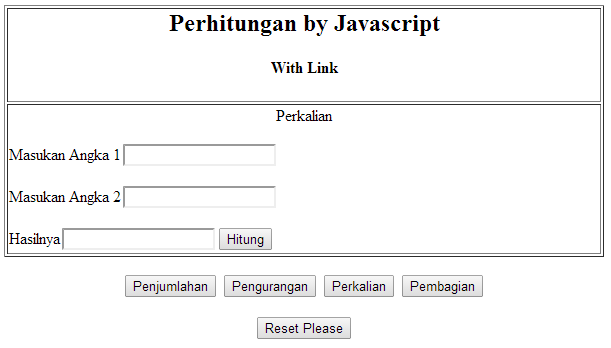 Perhitungan by Javascript
With Link
Perkalian
Masukan Angka 1
Masukan Angka 2
Hasilnya Hitung
Penjumlahan Pengurangan Perkalian Pembagian
Reset Please